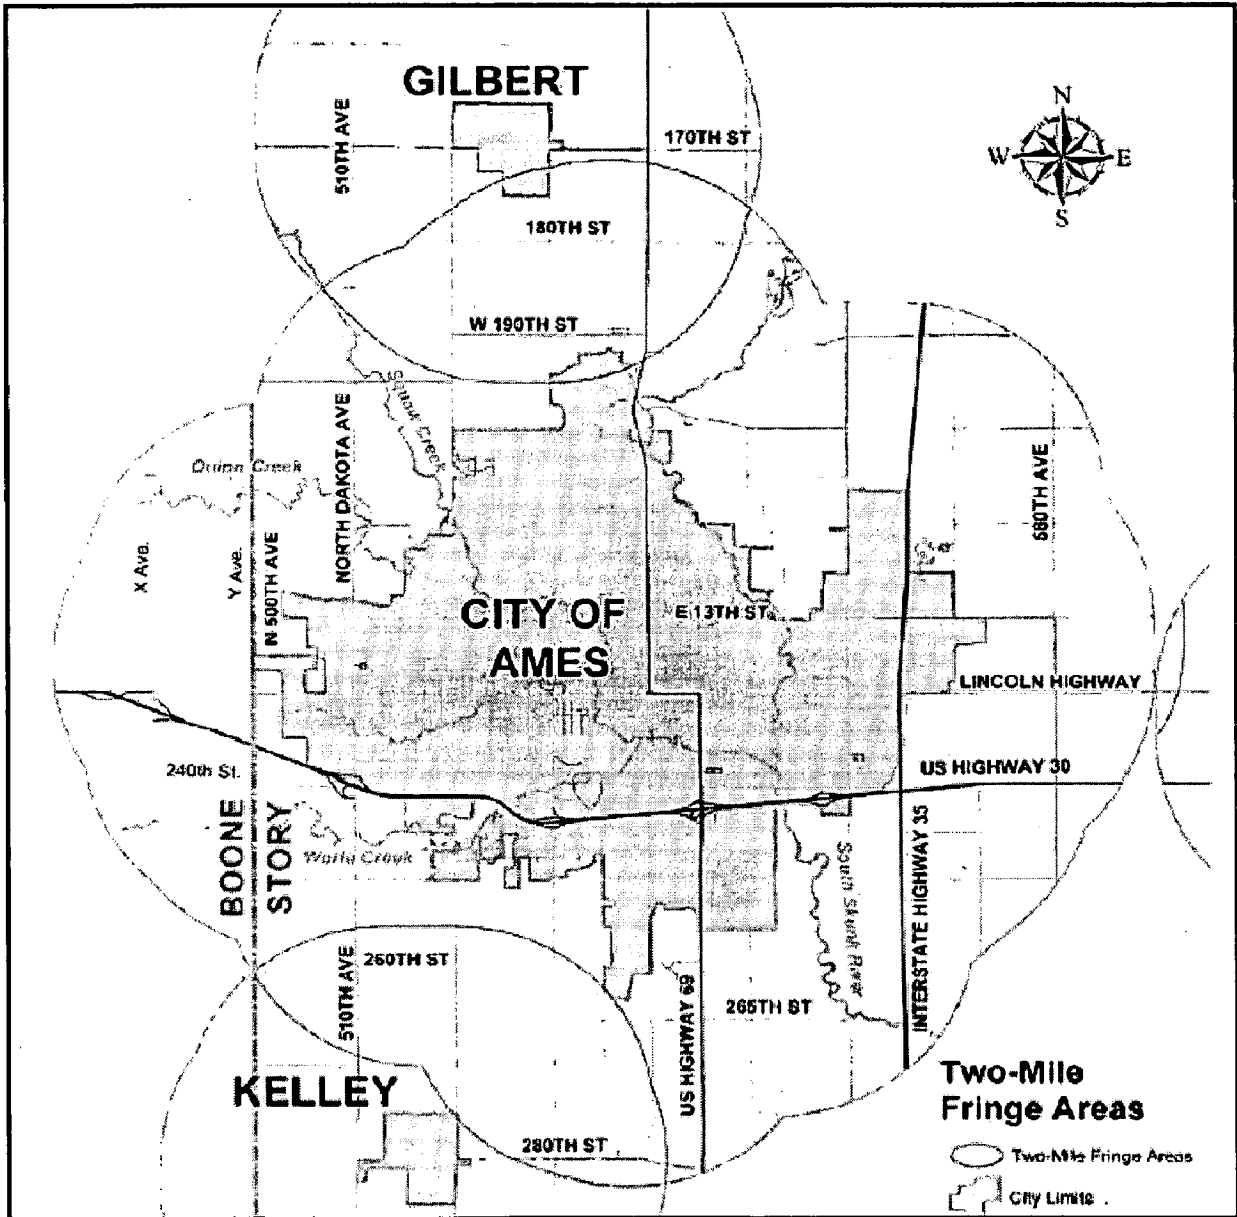 GILBERT
510TH AVE
170TH ST
N
W
E
S
180TH ST
W 190TH ST
Squaw Creek
NORTH DAKOTA AVE
Onion Creek
580TH AVE
X Ave.
Y Ave.
N 500TH AVE
CITY OF
AMES
E 13TH ST
LINCOLN HIGHWAY
US HIGHWAY 30
240th St.
BOONE
STORY
Worle Creek
South Skunk River
INTERSTATE HIGHWAY 35
510TH AVE
260TH ST
US HIGHWAY 69
265TH ST
KELLEY
280TH ST
Two-Mile
Fringe Areas
Two-Mile Fringe Areas
City Limits